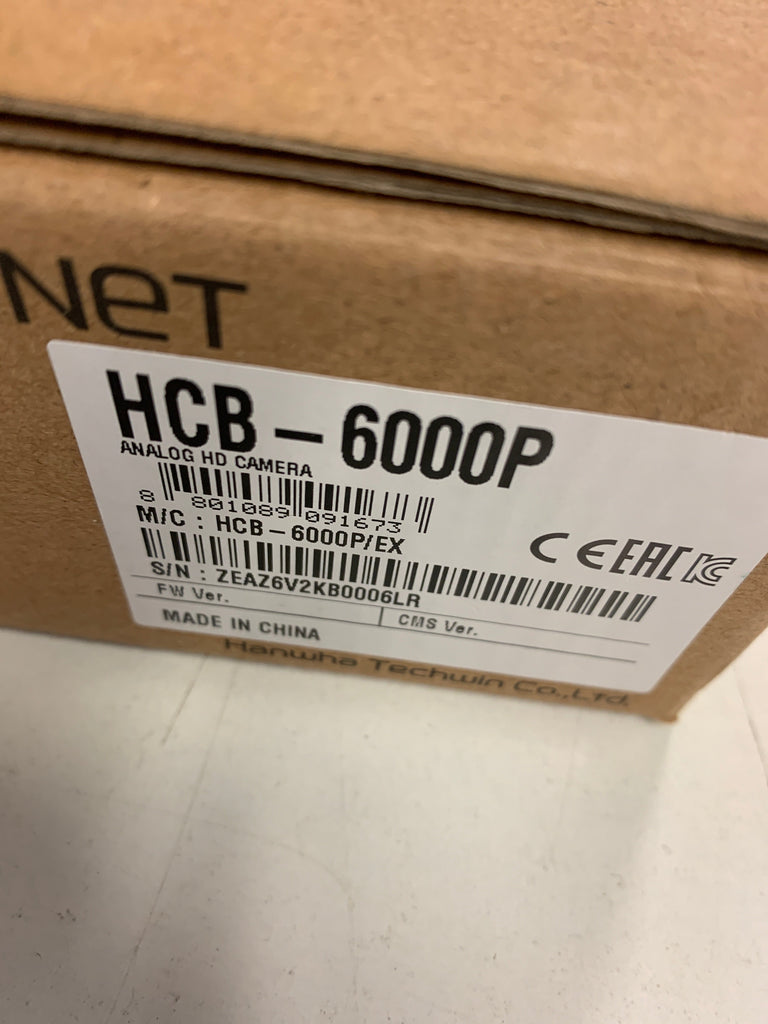 NeT
HCB-6000P
ANALOG HD CAMERA
8 801089 091673
M/C : HCB-6000P/EX
CE EAC KC
S/N : ZEAZ6V2KB0006LR
FW Ver.
CMS Ver.
MADE IN CHINA
Hanwha Techwin Co.,Ltd.